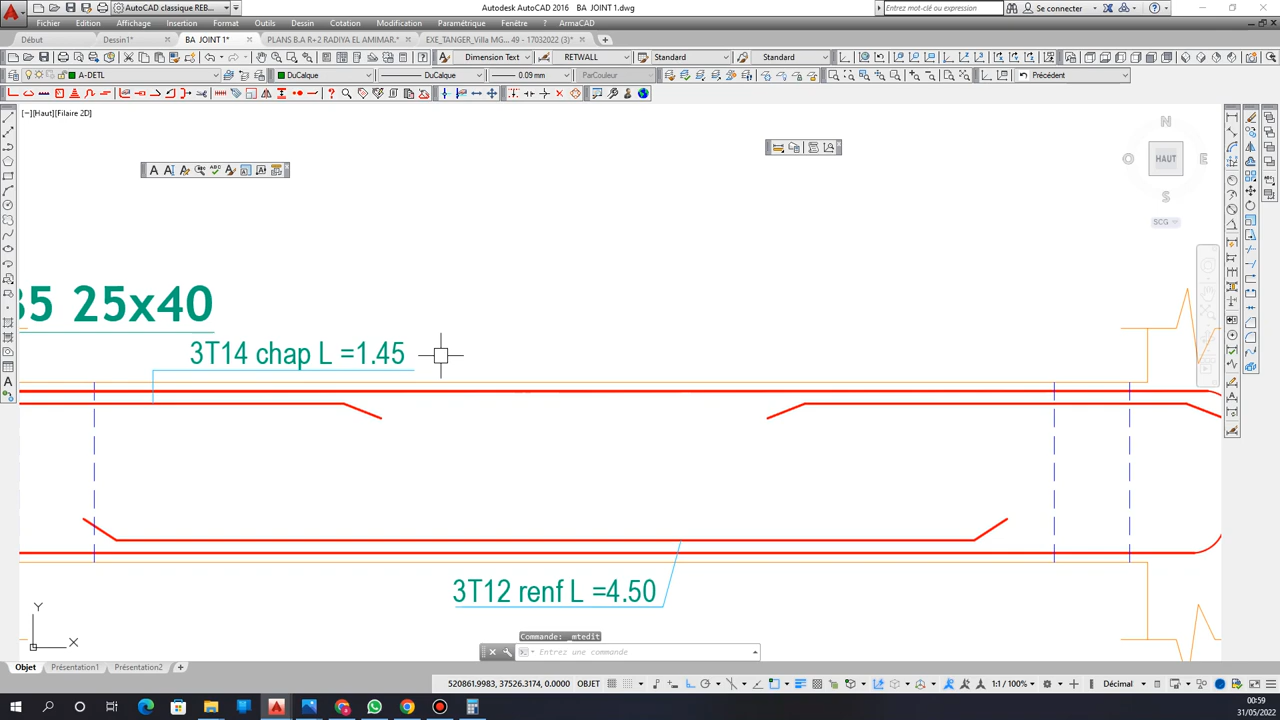 AutoCAD classique REB...
Autodesk AutoCAD 2016 BA JOINT 1.dwg
Entrez mot-clé ou expression
Se connecter
Fichier Edition Affichage Insertion Format Outils Dessin Cotation Modification Paramétrique Fenêtre ? ArmaCAD
Début Dessin1* BA JOINT 1* PLANS B.A R+2 RADIYA EL AMIMAR.* EXE_TANGER_Villa MG... 49 - 17032022 (3)*
Dimension Text RETWALL Standard Standard
A-DETL DuCalque DuCalque 0.09 mm ParCouleur Précédent
[−][Haut][Filaire 2D]
N
O HAUT E
S
SCG
35 25x40
3T14 chap L =1.45
3T12 renf L =4.50
Y
X
Commande: _mtedit
Entrez une commande
Objet Présentation1 Présentation2 +
520861.9983, 37526.3174, 0.0000 OBJET 1:1 / 100% Décimal
00:59
31/05/2022